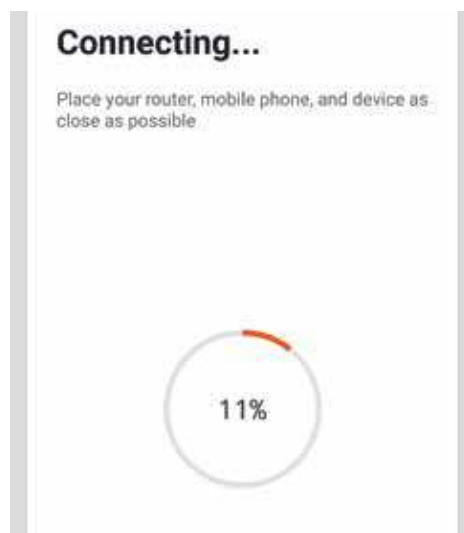 Connecting...
Place your router, mobile phone, and device as
close as possible
11%